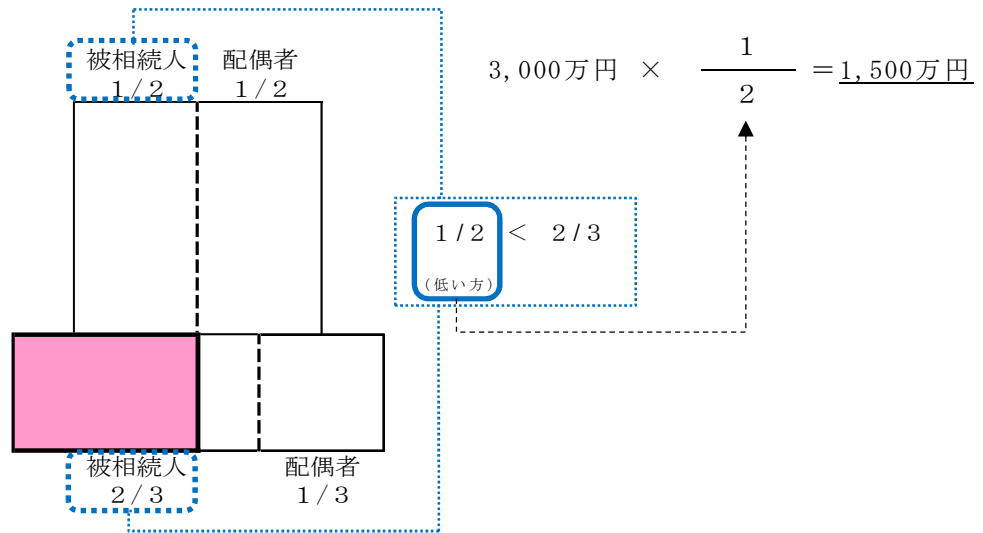 被相続人 配偶者
1/2 1/2
3,000万円 × 1/2 =1,500万円
1/2 < 2/3
(低い方)
被相続人 配偶者
2/3 1/3